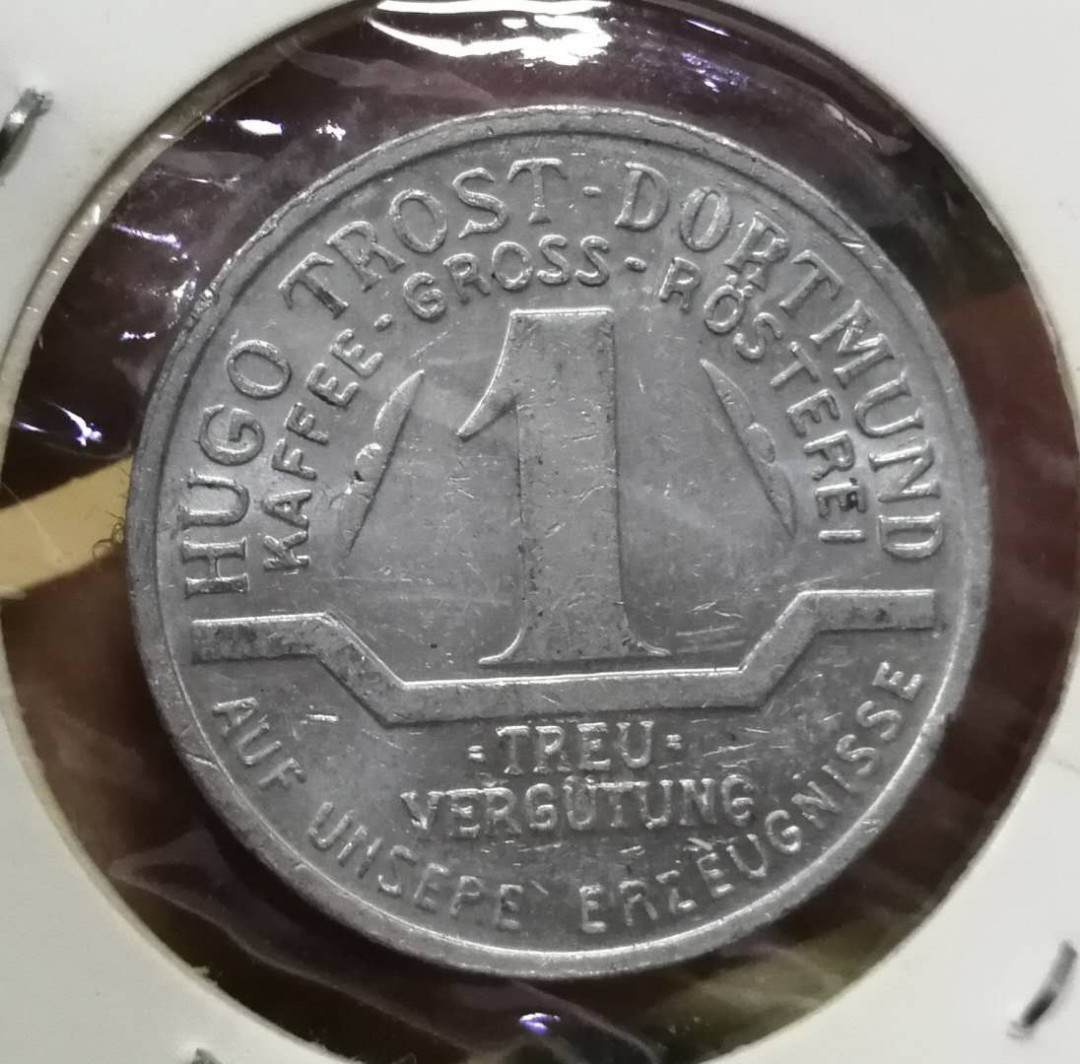 HUGO TROST-DORTMUND
KAFFEE-GROSS-RÖSTEREI
1
-TREU-
VERGÜTUNG
AUF UNSERE ERZEUGNISSE